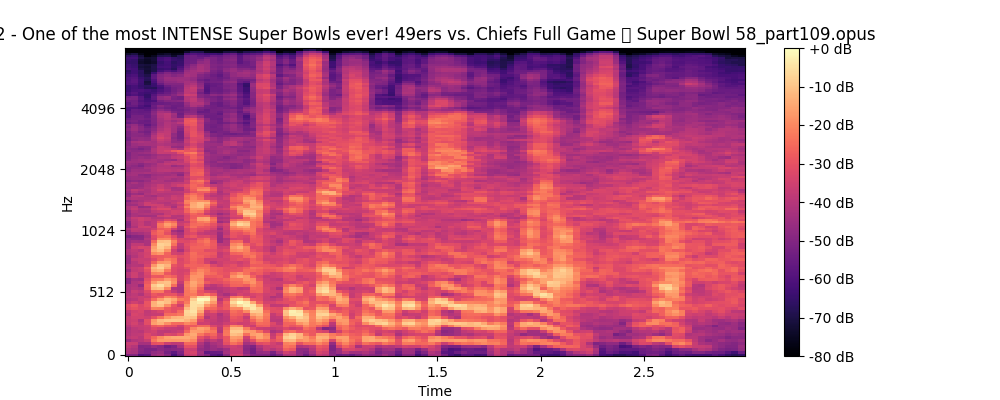 2 - One of the most INTENSE Super Bowls ever! 49ers vs. Chiefs Full Game Super Bowl 58_part109.opus
Hz
4096
2048
1024
512
0
0 0.5 1 1.5 2 2.5
Time
+0 dB
-10 dB
-20 dB
-30 dB
-40 dB
-50 dB
-60 dB
-70 dB
-80 dB